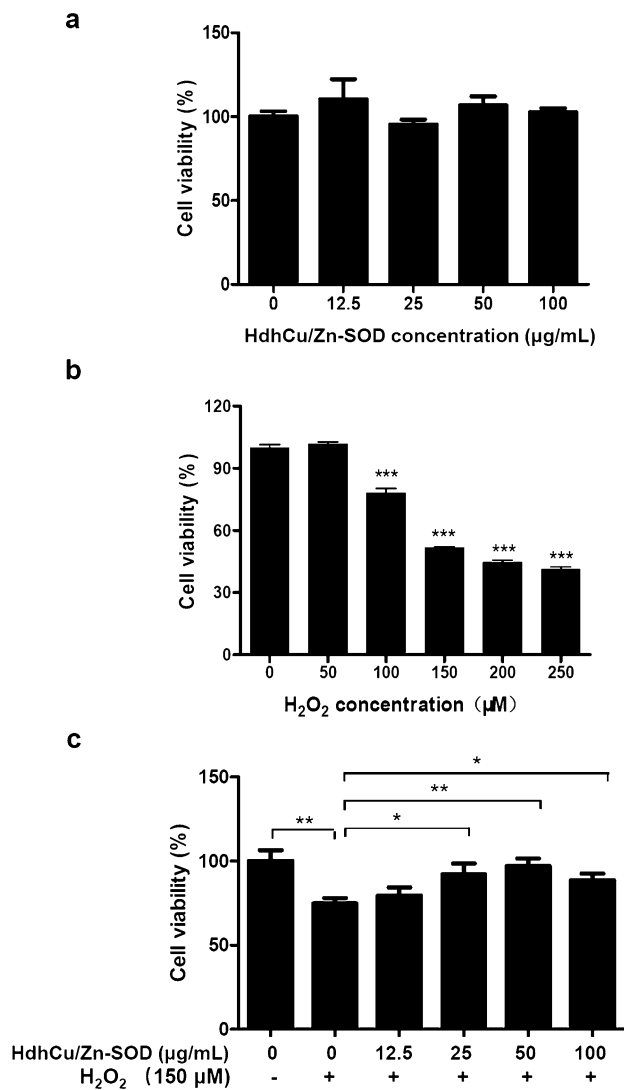 a
150
100
50
0
Cell viability (%)
0 12.5 25 50 100
HdhCu/Zn-SOD concentration (µg/mL)
b
120
90
60
30
0
Cell viability (%)
*** *** *** ***
0 50 100 150 200 250
H₂O₂ concentration（µM）
c
150
100
50
0
Cell viability (%)
*
**
** *
HdhCu/Zn-SOD (µg/mL) 0 0 12.5 25 50 100
H₂O₂ （150 µM） - + + + + +